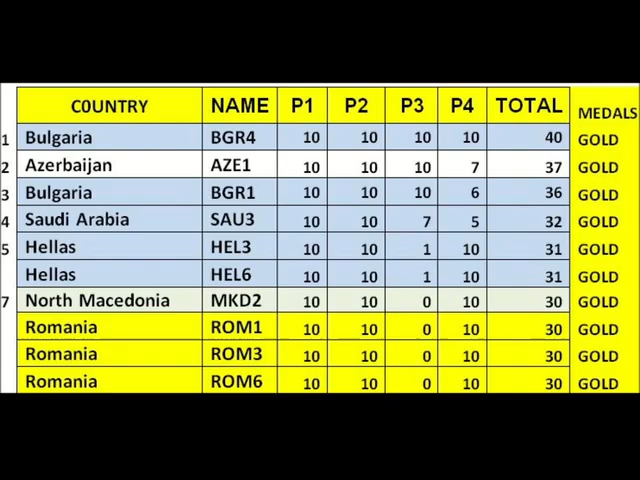 C0UNTRY NAME P1 P2 P3 P4 TOTAL MEDALS
1 Bulgaria BGR4 10 10 10 10 40 GOLD
2 Azerbaijan AZE1 10 10 10 7 37 GOLD
3 Bulgaria BGR1 10 10 10 6 36 GOLD
4 Saudi Arabia SAU3 10 10 7 5 32 GOLD
5 Hellas HEL3 10 10 1 10 31 GOLD
Hellas HEL6 10 10 1 10 31 GOLD
7 North Macedonia MKD2 10 10 0 10 30 GOLD
Romania ROM1 10 10 0 10 30 GOLD
Romania ROM3 10 10 0 10 30 GOLD
Romania ROM6 10 10 0 10 30 GOLD